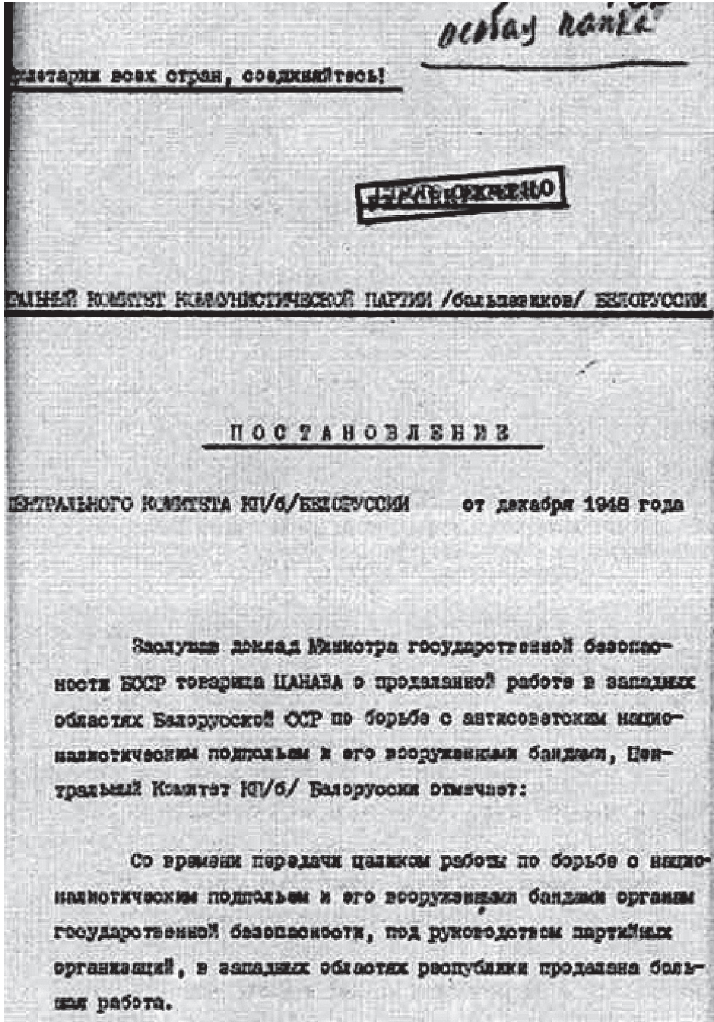 особая папка
летарии всех стран, соединяйтесь!
АЛЬНЫЙ КОМИТЕТ КОММУНИСТИЧЕСКОЙ ПАРТИИ /большевиков/ БЕЛОРУССИИ
ПОСТАНОВЛЕНИЕ
ЦЕНТРАЛЬНОГО КОМИТЕТА КП/б/БЕЛОРУССИИ от декабря 1948 года
Заслушав доклад Министра государственной безопас-
ности БССР товарища ЦАНАВА о проделанной работе в западных
областях Белорусской ССР по борьбе с антисоветским нацио-
налистическим подпольем и его вооруженными бандами, Цен-
тральный Комитет КП/б/ Белоруссии отмечает:
Со времени передачи целиком работы по борьбе с нацио-
налистическим подпольем и его вооруженными бандами органам
государственной безопасности, под руководством партийных
организаций, в западных областях республики проделана боль-
шая работа.